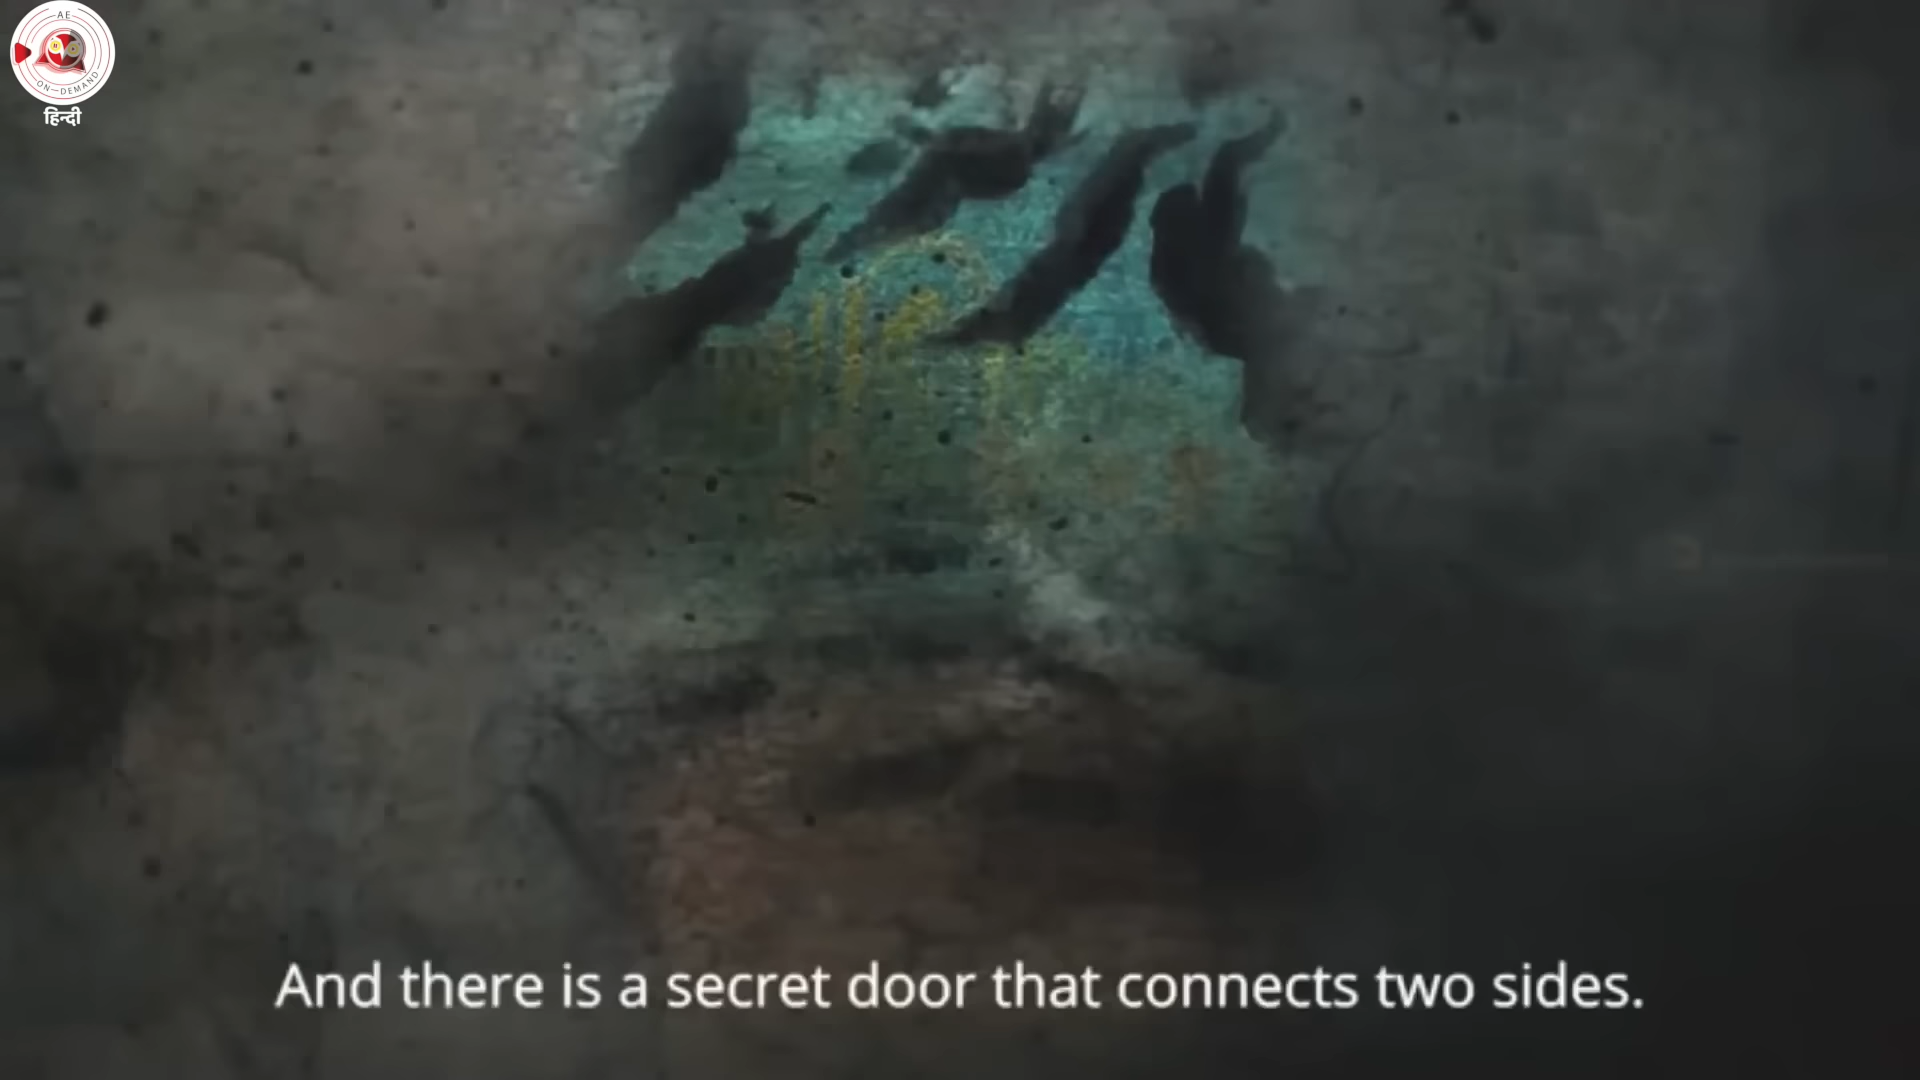 AE
ON-DEMAND
हिन्दी
And there is a secret door that connects two sides.